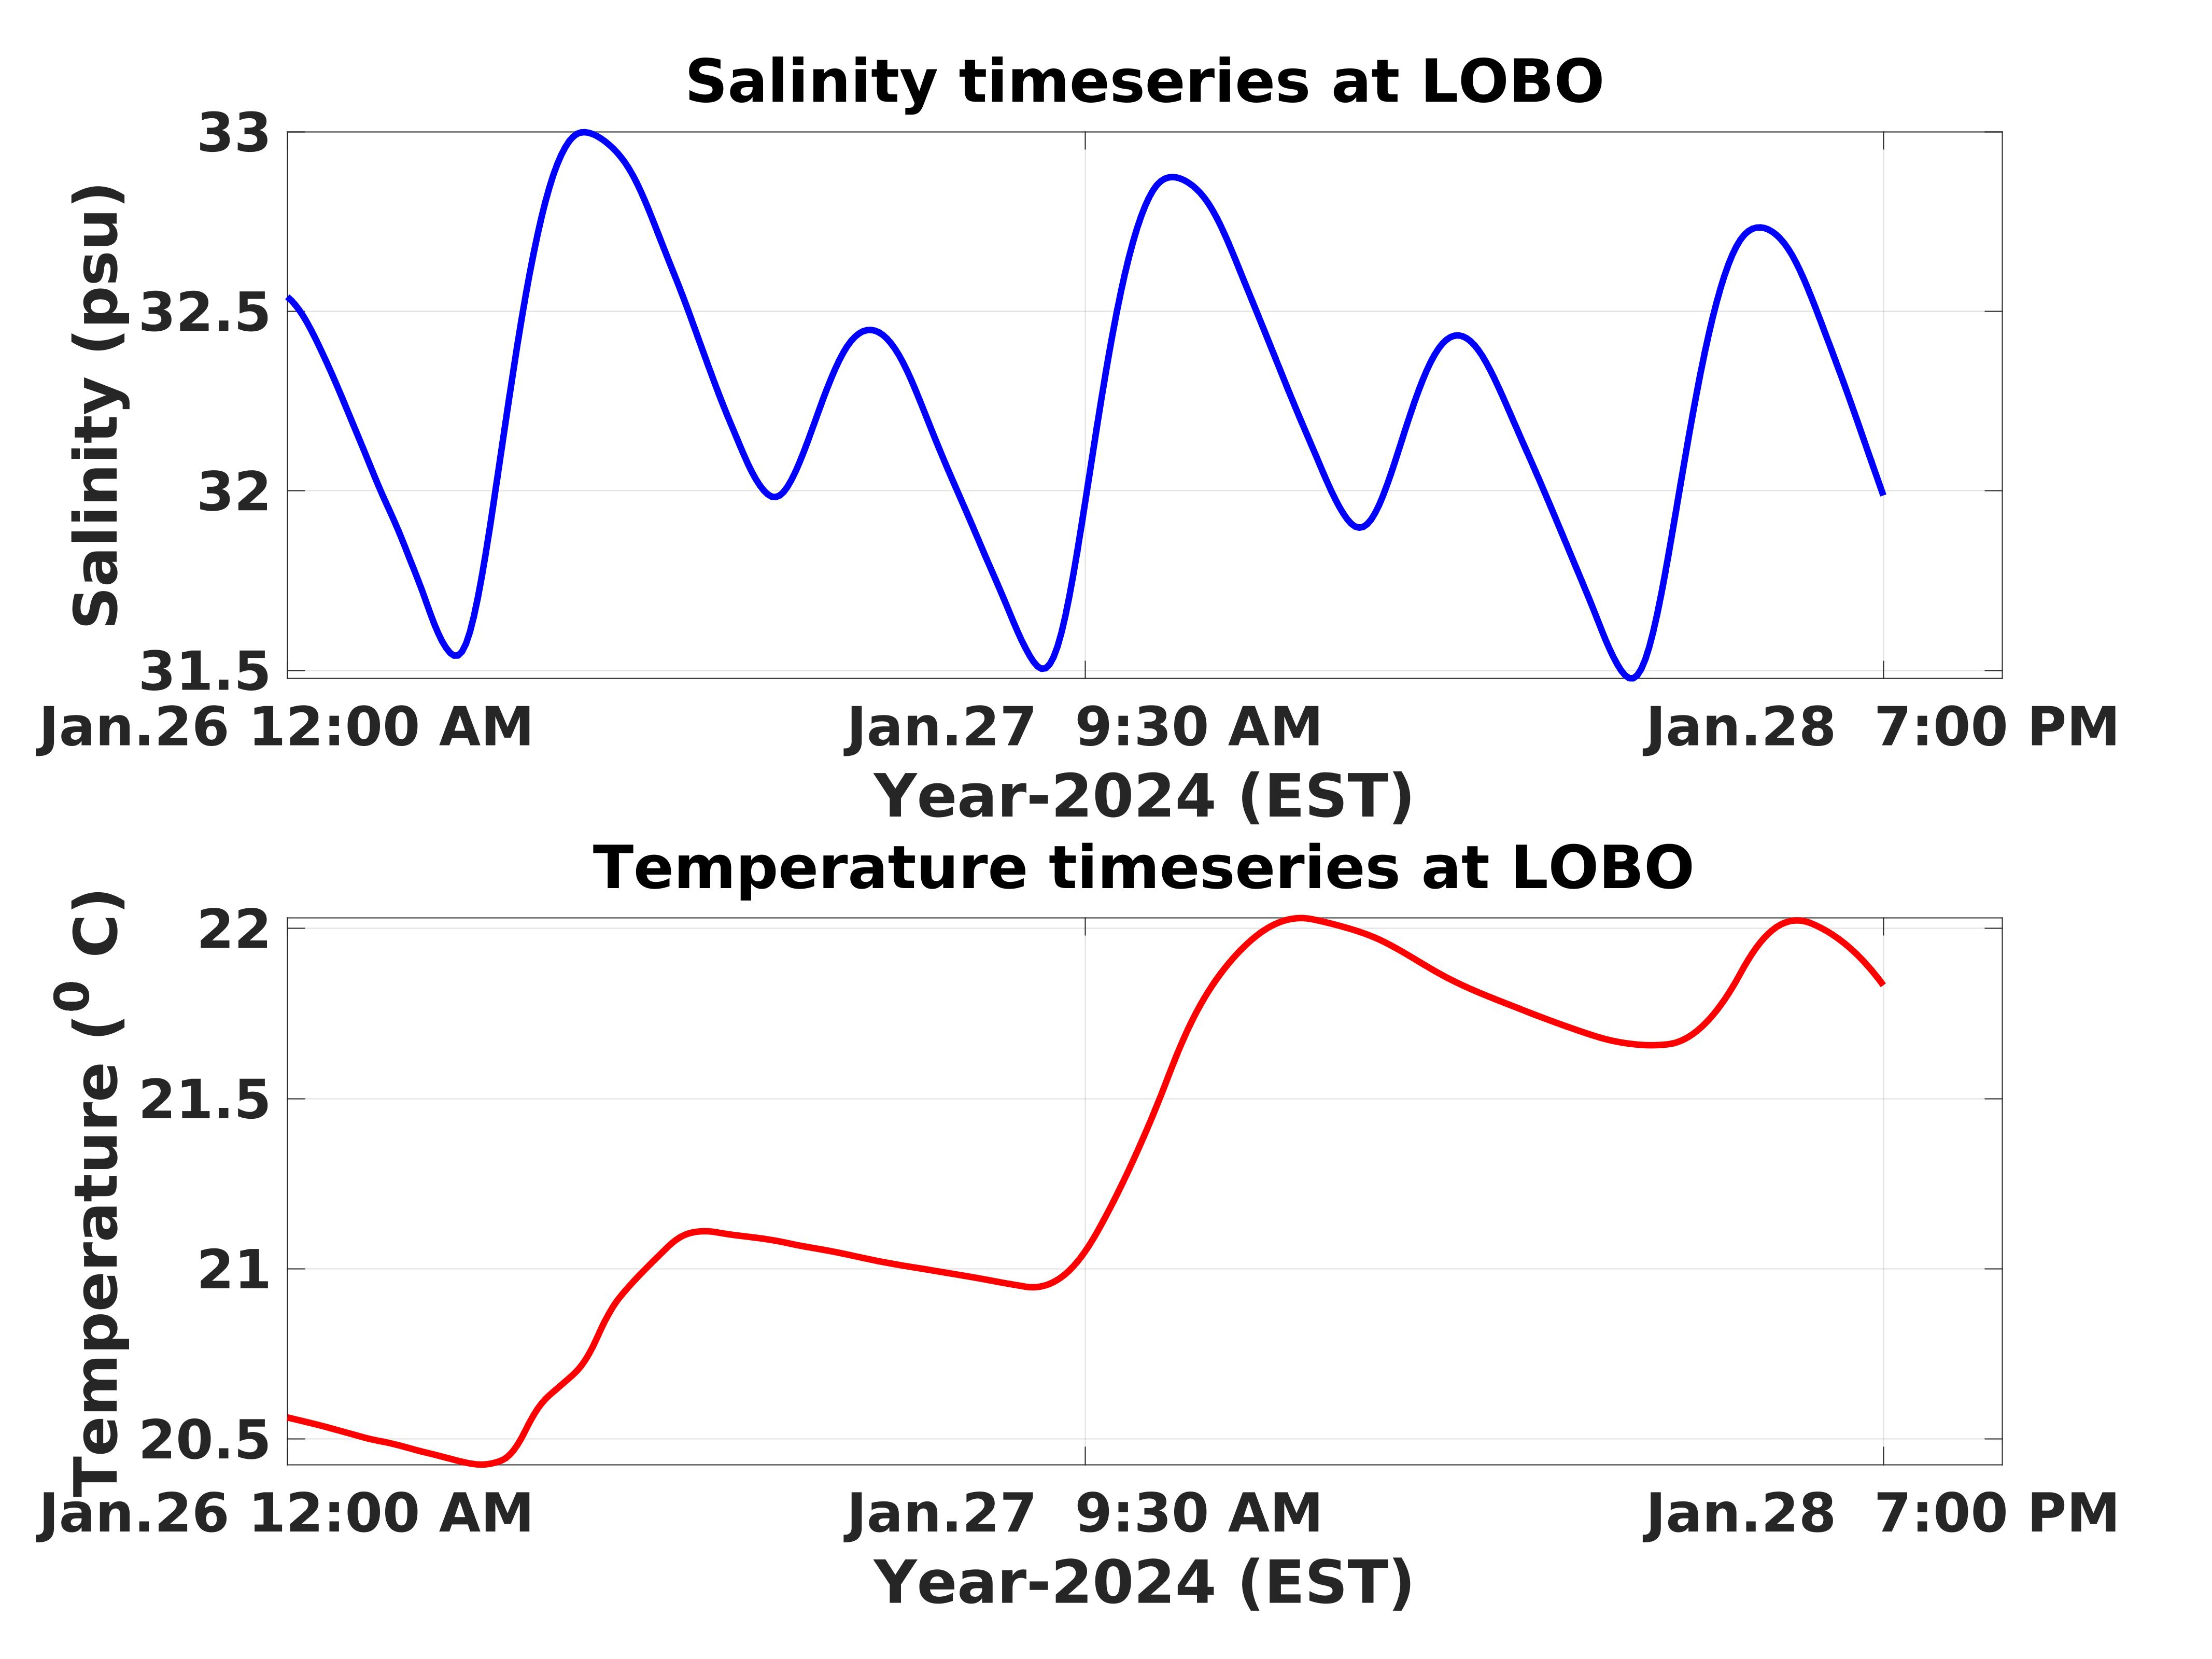 Salinity timeseries at LOBO
Salinity (psu)
33
32.5
32
31.5
Jan.26 12:00 AM Jan.27 9:30 AM Jan.28 7:00 PM
Year-2024 (EST)
Temperature timeseries at LOBO
Temperature (⁰ C)
22
21.5
21
20.5
Jan.26 12:00 AM Jan.27 9:30 AM Jan.28 7:00 PM
Year-2024 (EST)